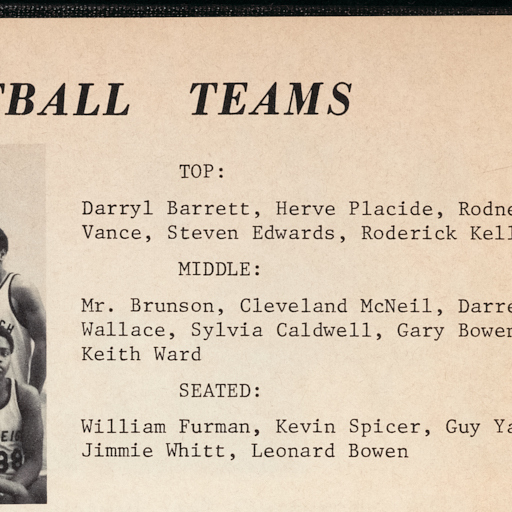 TBALL TEAMS
TOP:
Darryl Barrett, Herve Placide, Rodne
Vance, Steven Edwards, Roderick Kell
MIDDLE:
Mr. Brunson, Cleveland McNeil, Darre
Wallace, Sylvia Caldwell, Gary Bower
Keith Ward
SEATED:
William Furman, Kevin Spicer, Guy Ya
Jimmie Whitt, Leonard Bowen